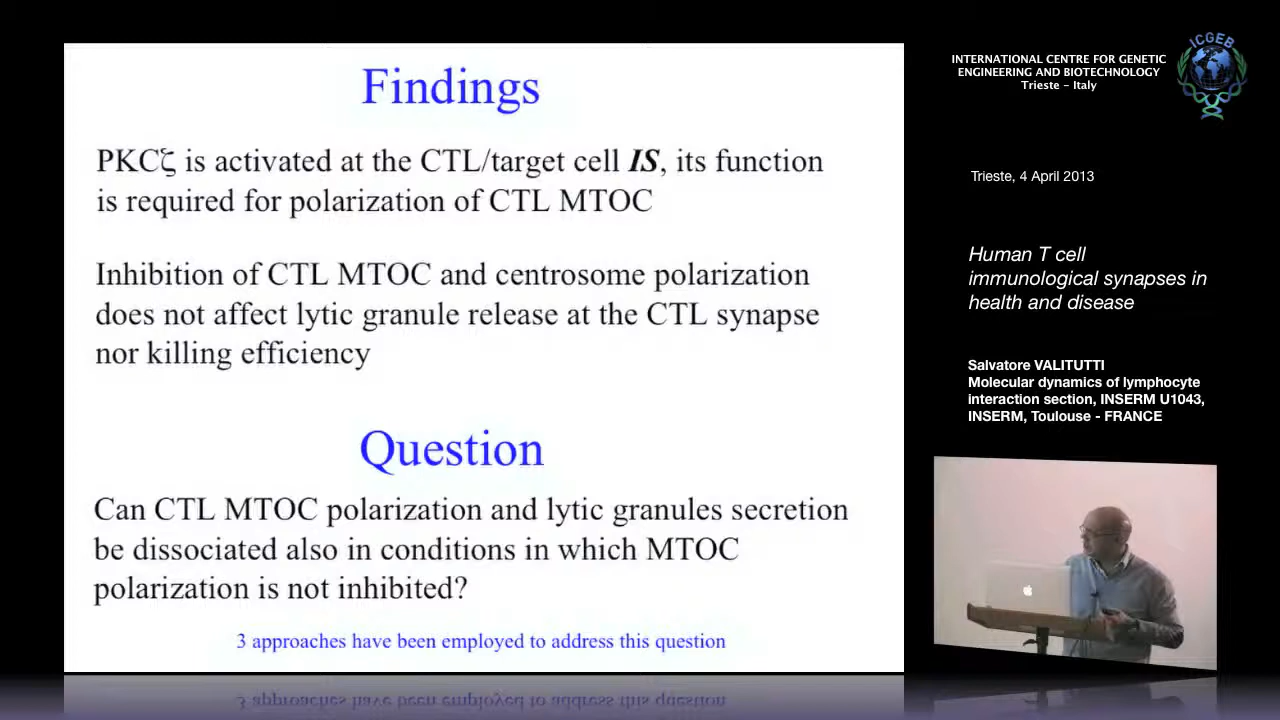 Findings
PKCζ is activated at the CTL/target cell IS, its function
is required for polarization of CTL MTOC
Inhibition of CTL MTOC and centrosome polarization
does not affect lytic granule release at the CTL synapse
nor killing efficiency
Question
Can CTL MTOC polarization and lytic granules secretion
be dissociated also in conditions in which MTOC
polarization is not inhibited?
3 approaches have been employed to address this question
INTERNATIONAL CENTRE FOR GENETIC
ENGINEERING AND BIOTECHNOLOGY
Trieste - Italy
ICGEB
Trieste, 4 April 2013
Human T cell
immunological synapses in
health and disease
Salvatore VALITUTTI
Molecular dynamics of lymphocyte
interaction section, INSERM U1043,
INSERM, Toulouse - FRANCE